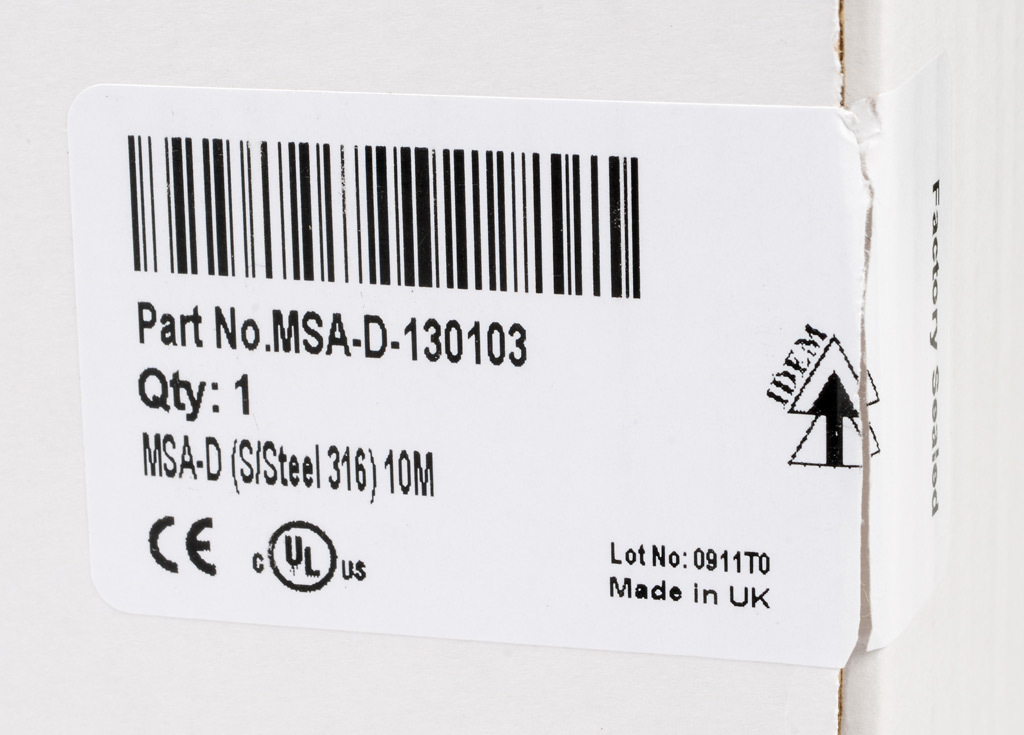 Part No.MSA-D-130103
Qty: 1
MSA-D (S/Steel 316) 10M
CE
C UL US
Lot No: 0911T0
Made in UK
IDEM
Factory Sealed